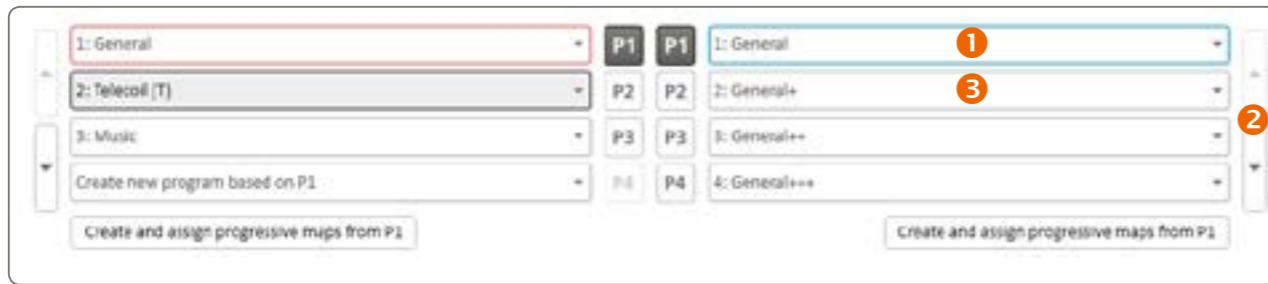 1: General P1 P1 1: General 1
2: Telecoil (T) P2 P2 2: General+ 3
2
3: Music P3 P3 3: General++
Create new program based on P1 P4 P4 4: General+++
Create and assign progressive maps from P1 Create and assign progressive maps from P1